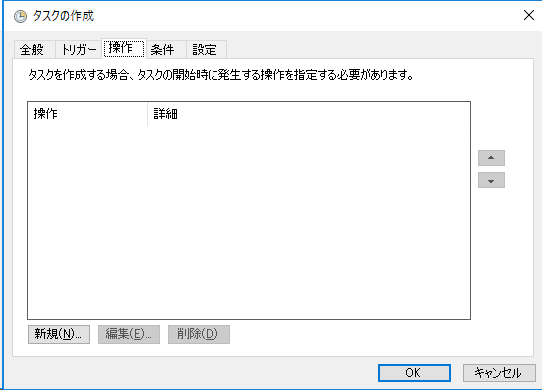 タスクの作成
全般 トリガー 操作 条件 設定
タスクを作成する場合、タスクの開始時に発生する操作を指定する必要があります。
操作 詳細
新規(N)... 編集(E)... 削除(D)
OK キャンセル